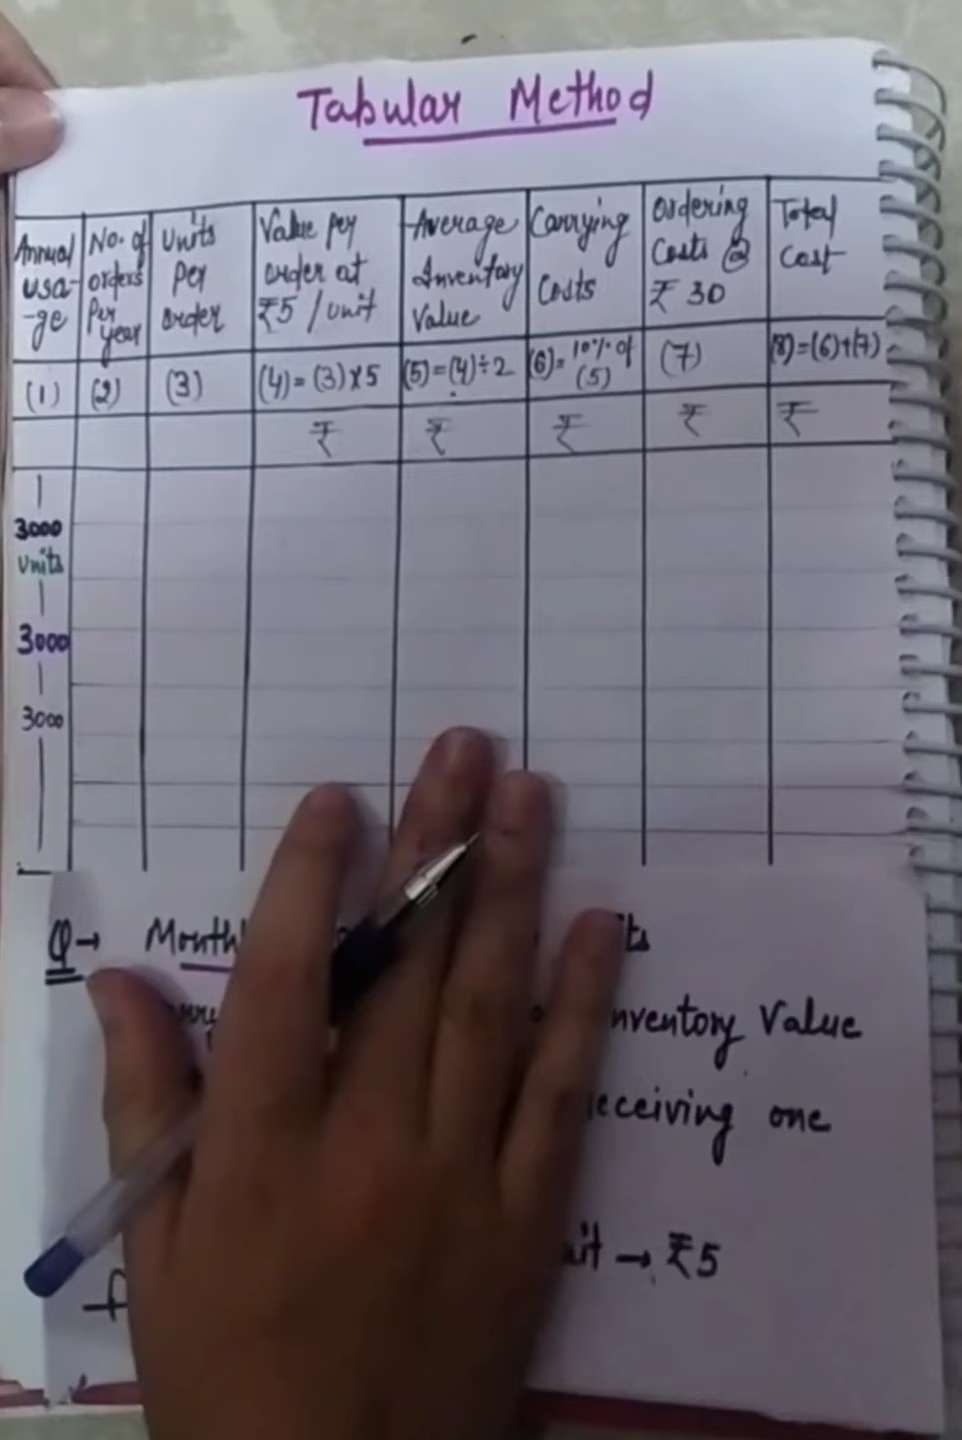 Tabular Method
Annual
usa-
-ge
No. of
orders
Per
year
Units
Per
order
Value per
order at
₹5 / unit
Average
Inventory
Value
Carrying
Costs
Ordering
Costs @
₹ 30
Total
Cost
(1)
(2)
(3)
(4) = (3) x 5
(5) = (4) ÷ 2
(6) = 10% of
(5)
(7)
(8) = (6) + (7)
₹
₹
₹
₹
₹
3000
Units
3000
3000
Q→
Inventory Value
receiving one
→ ₹5